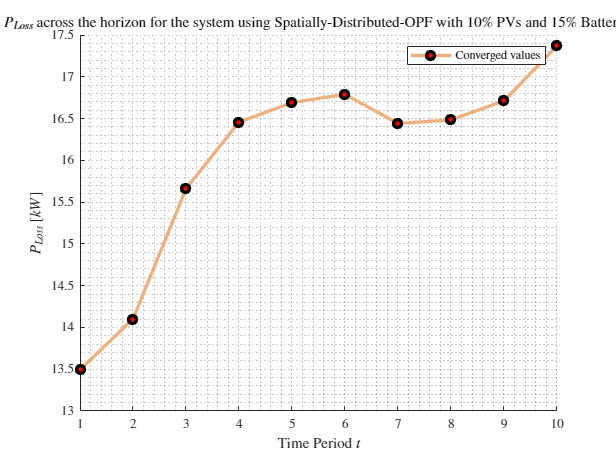 P_Loss across the horizon for the system using Spatially-Distributed-OPF with 10% PVs and 15% Batter
17.5
17
16.5
16
15.5
15
14.5
14
13.5
13
P_Loss [kW]
Converged values
1 2 3 4 5 6 7 8 9 10
Time Period t